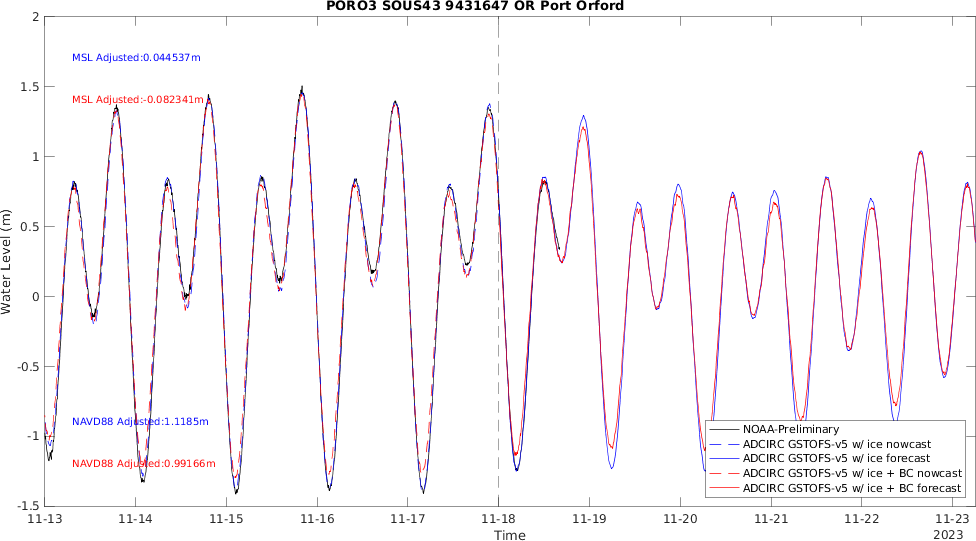 PORO3 SOUS43 9431647 OR Port Orford
2
MSL Adjusted:0.044537m
1.5
MSL Adjusted:-0.082341m
1
0.5
Water Level (m)
0
-0.5
NAVD88 Adjusted:1.1185m
-1
NAVD88 Adjusted:0.99166m
-1.5
NOAA-Preliminary
ADCIRC GSTOFS-v5 w/ ice nowcast
ADCIRC GSTOFS-v5 w/ ice forecast
ADCIRC GSTOFS-v5 w/ ice + BC nowcast
ADCIRC GSTOFS-v5 w/ ice + BC forecast
11-13 11-14 11-15 11-16 11-17 11-18 11-19 11-20 11-21 11-22 11-23
2023
Time